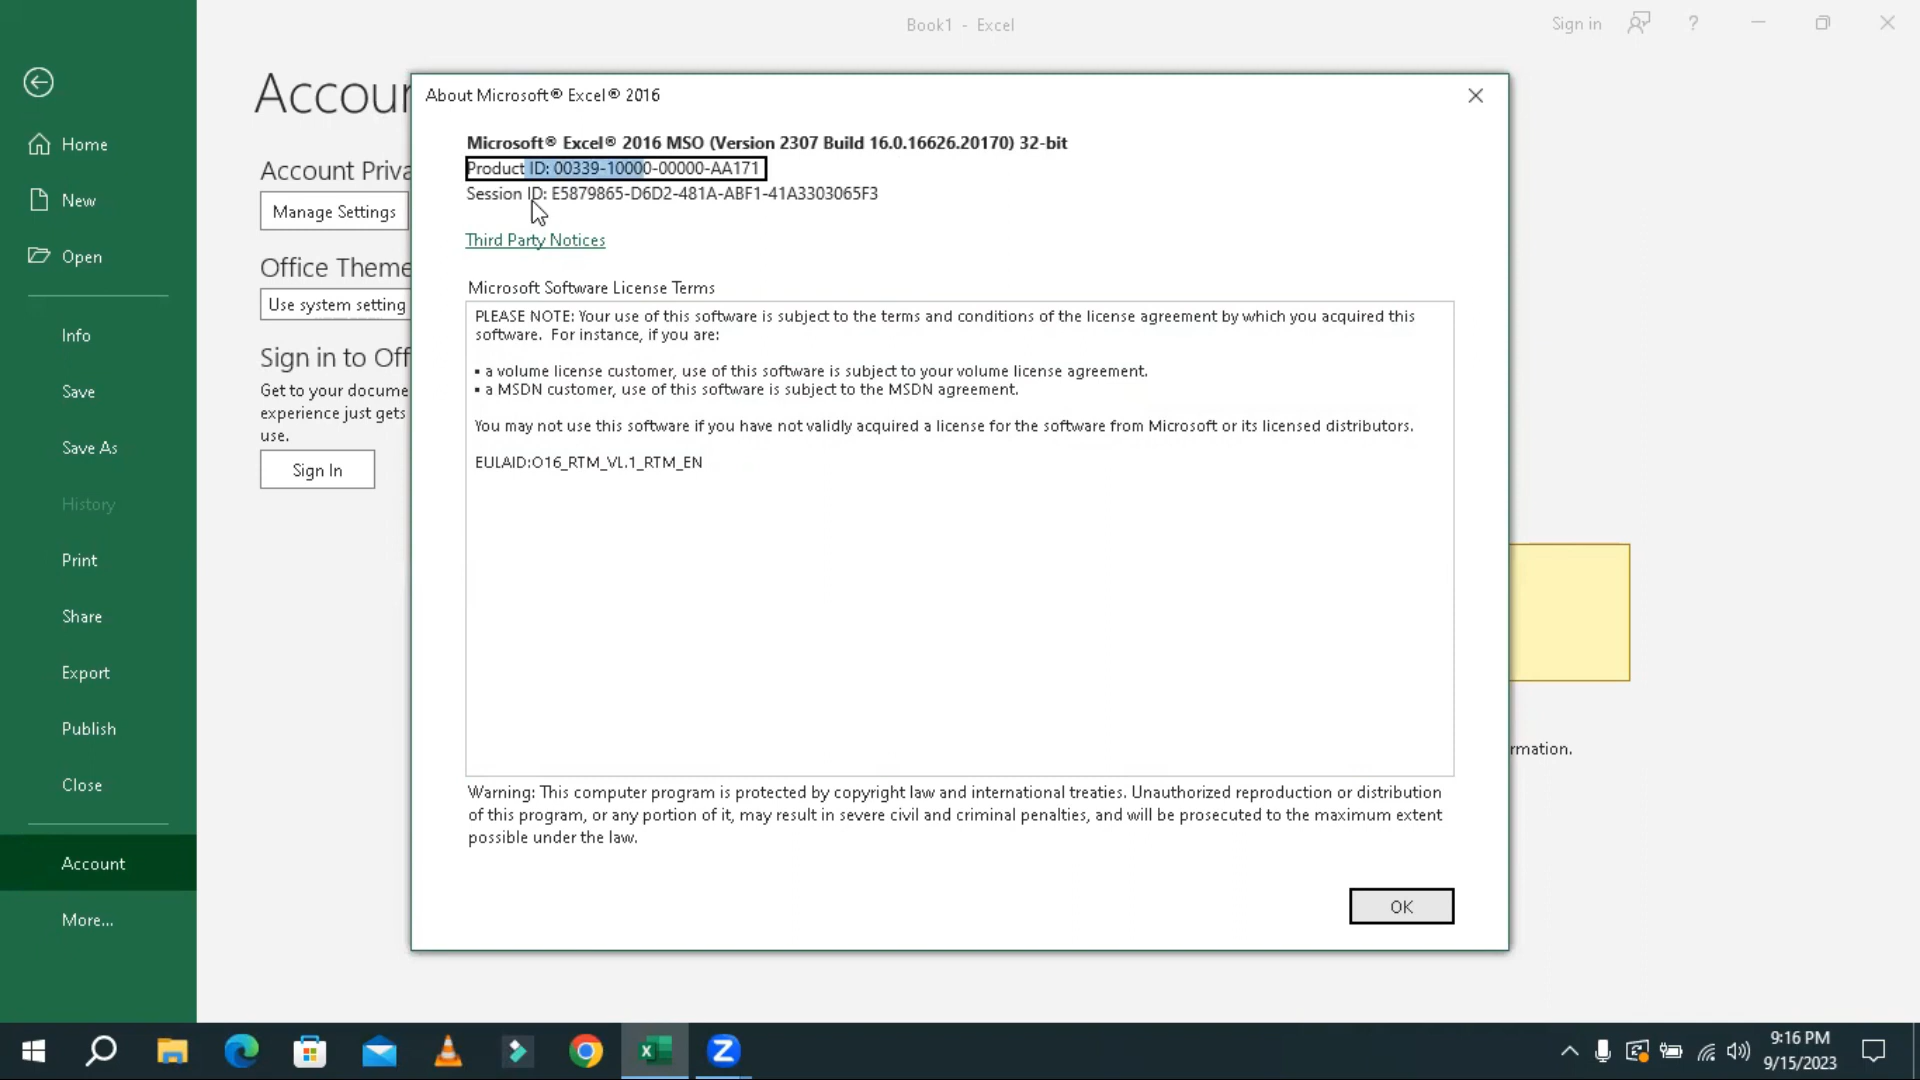 Book1 - Excel
Sign in
?
Home
New
Open
Info
Save
Save As
History
Print
Share
Export
Publish
Close
Account
More...
Manage Settings
Use system setting
Sign in to
Get to your
experience just gets
use.
Sign In
About Microsoft® Excel® 2016
Microsoft® Excel® 2016 MSO (Version 2307 Build 16.0.16626.20170) 32-bit
Product ID: 00339-10000-00000-AA171
Session ID: E5879865-D6D2-481A-ABF1-41A3303065F3
Third Party Notices
Microsoft Software License Terms
PLEASE NOTE: Your use of this software is subject to the terms and conditions of the license agreement by which you acquired this
software. For instance, if you are:
▪ a volume license customer, use of this software is subject to your volume license agreement.
▪ a MSDN customer, use of this software is subject to the MSDN agreement.
You may not use this software if you have not validly acquired a license for the software from Microsoft or its licensed distributors.
EULAID:O16_RTM_VL.1_RTM_EN
Warning: This computer program is protected by copyright law and international treaties. Unauthorized reproduction or distribution
of this program, or any portion of it, may result in severe civil and criminal penalties, and will be prosecuted to the maximum extent
possible under the law.
OK
Account
Office Theme
rmation.
9:16 PM
9/15/2023